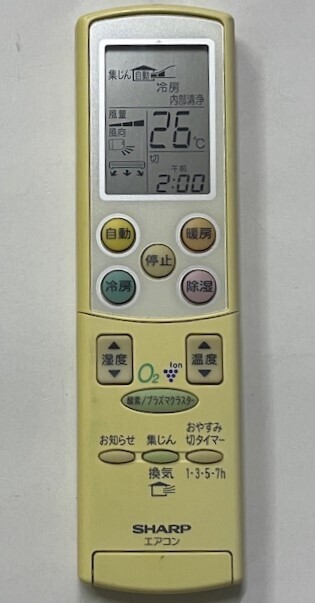 集じん 自動
冷房
内部清浄
風量
風向
26℃
切
午前
2:00
自動
暖房
停止
冷房
除湿
湿度
温度
O2
ion
酸素/プラズマクラスター
お知らせ
集じん
おやすみ
切タイマー
換気
1・3・5・7h
SHARP
エアコン